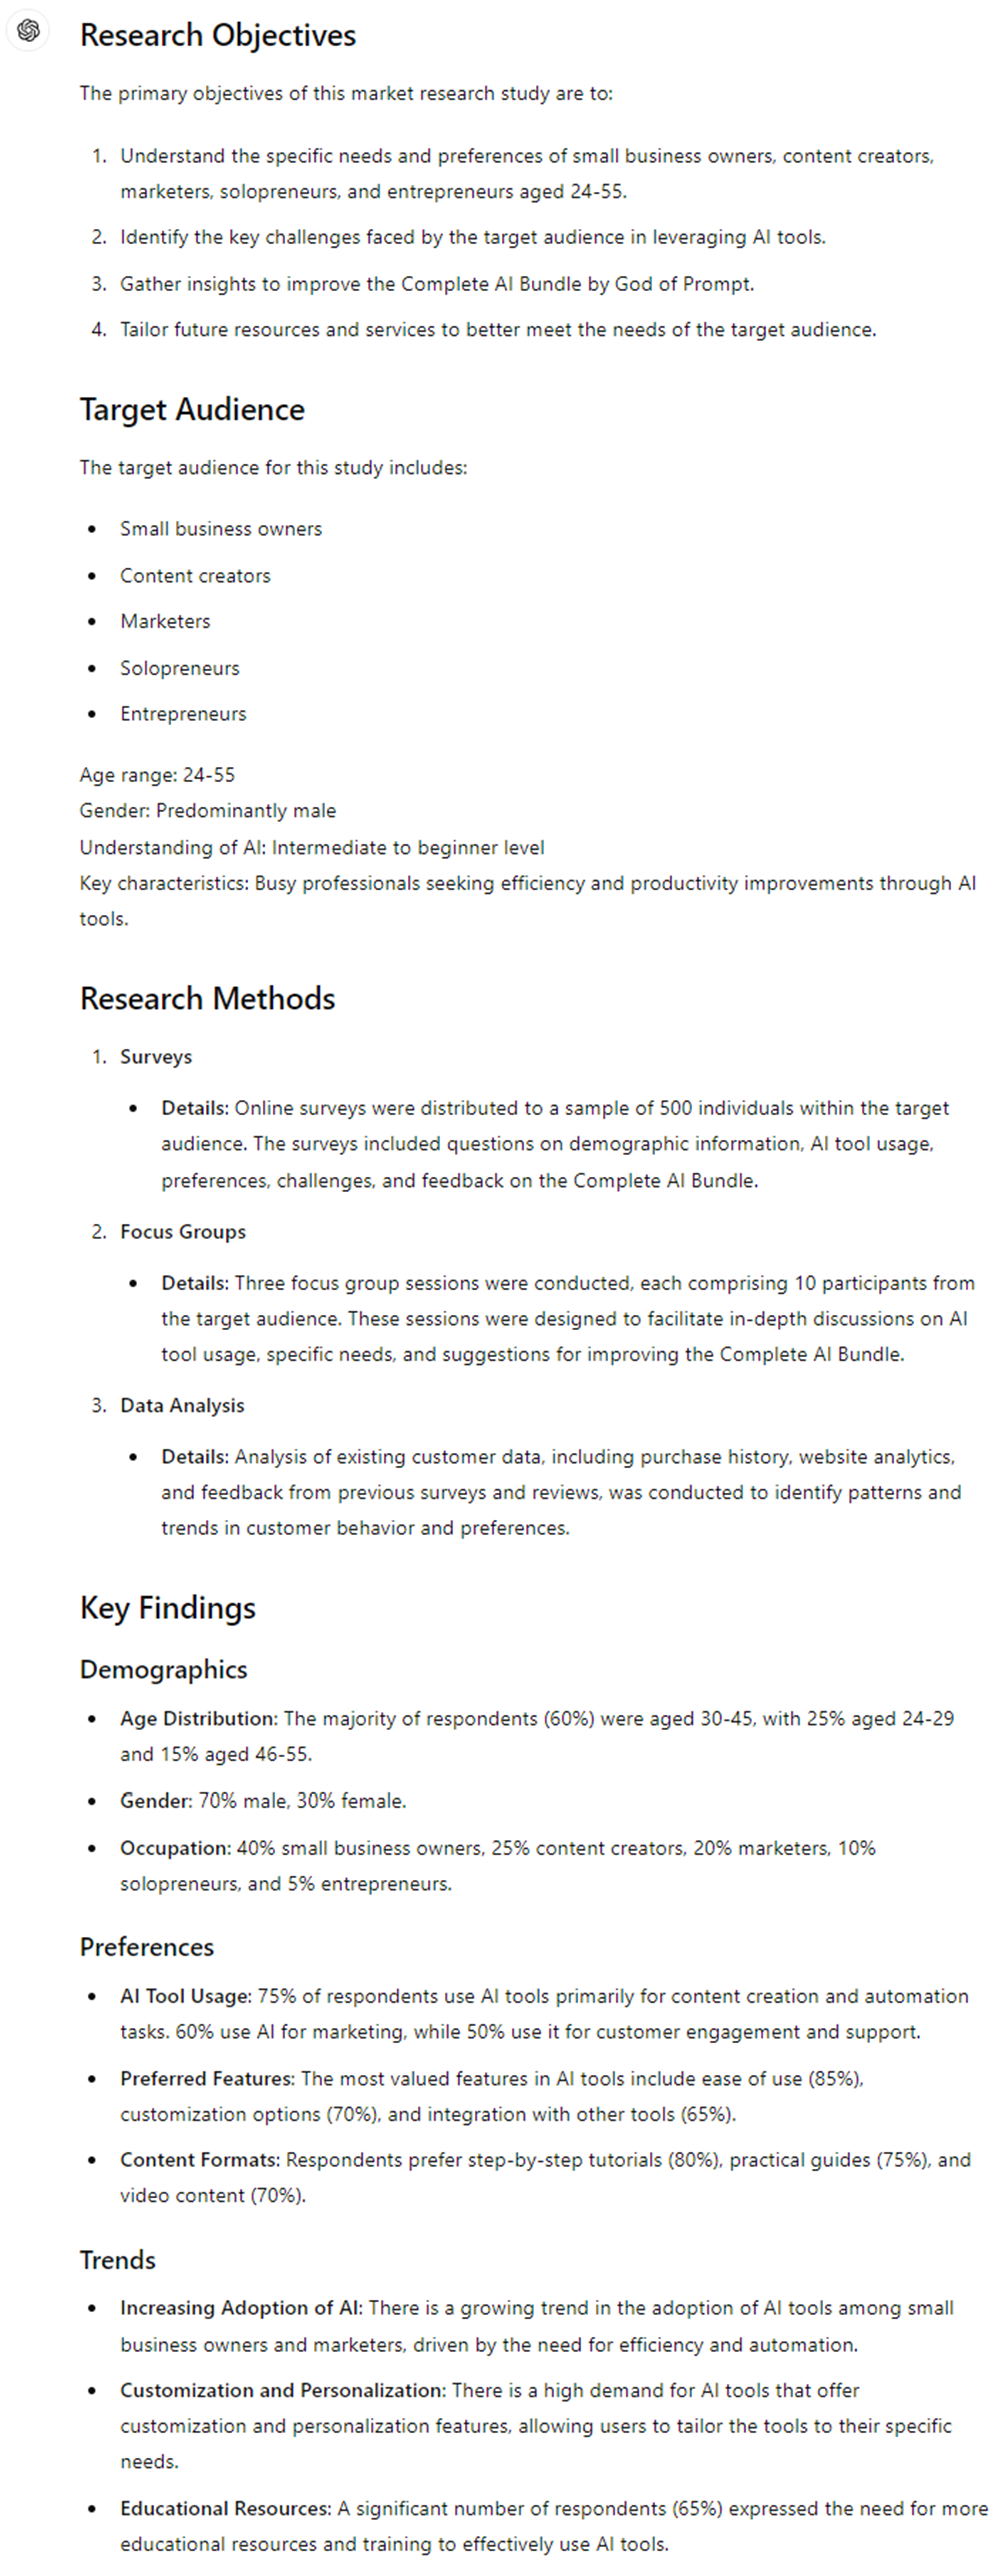 Research Objectives
The primary objectives of this market research study are to:
1. Understand the specific needs and preferences of small business owners, content creators,
marketers, solopreneurs, and entrepreneurs aged 24-55.
2. Identify the key challenges faced by the target audience in leveraging AI tools.
3. Gather insights to improve the Complete AI Bundle by God of Prompt.
4. Tailor future resources and services to better meet the needs of the target audience.
Target Audience
The target audience for this study includes:
• Small business owners
• Content creators
• Marketers
• Solopreneurs
• Entrepreneurs
Age range: 24-55
Gender: Predominantly male
Understanding of AI: Intermediate to beginner level
Key characteristics: Busy professionals seeking efficiency and productivity improvements through AI
tools.
Research Methods
1. Surveys
• Details: Online surveys were distributed to a sample of 500 individuals within the target
audience. The surveys included questions on demographic information, AI tool usage,
preferences, challenges, and feedback on the Complete AI Bundle.
2. Focus Groups
• Details: Three focus group sessions were conducted, each comprising 10 participants from
the target audience. These sessions were designed to facilitate in-depth discussions on AI
tool usage, specific needs, and suggestions for improving the Complete AI Bundle.
3. Data Analysis
• Details: Analysis of existing customer data, including purchase history, website analytics,
and feedback from previous surveys and reviews, was conducted to identify patterns and
trends in customer behavior and preferences.
Key Findings
Demographics
• Age Distribution: The majority of respondents (60%) were aged 30-45, with 25% aged 24-29
and 15% aged 46-55.
• Gender: 70% male, 30% female.
• Occupation: 40% small business owners, 25% content creators, 20% marketers, 10%
solopreneurs, and 5% entrepreneurs.
Preferences
• AI Tool Usage: 75% of respondents use AI tools primarily for content creation and automation
tasks. 60% use AI for marketing, while 50% use it for customer engagement and support.
• Preferred Features: The most valued features in AI tools include ease of use (85%),
customization options (70%), and integration with other tools (65%).
• Content Formats: Respondents prefer step-by-step tutorials (80%), practical guides (75%), and
video content (70%).
Trends
• Increasing Adoption of AI: There is a growing trend in the adoption of AI tools among small
business owners and marketers, driven by the need for efficiency and automation.
• Customization and Personalization: There is a high demand for AI tools that offer
customization and personalization features, allowing users to tailor the tools to their specific
needs.
• Educational Resources: A significant number of respondents (65%) expressed the need for more
educational resources and training to effectively use AI tools.